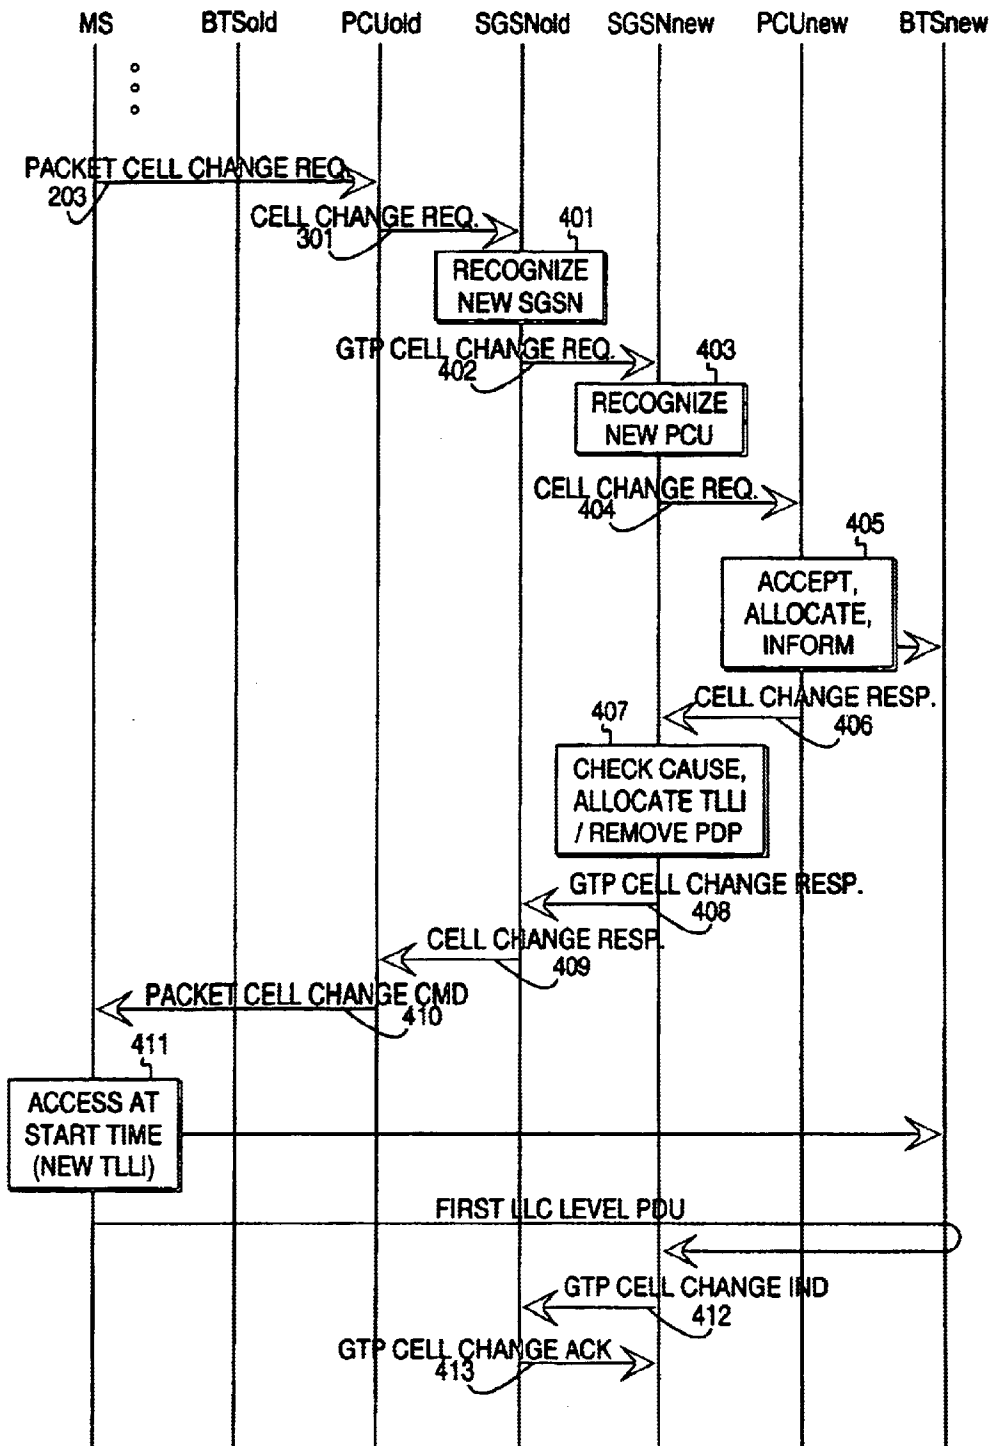 MS BTSold PCUold SGSNold SGSNnew PCUnew BTSnew
PACKET CELL CHANGE REQ.
203
CELL CHANGE REQ.
301
401
RECOGNIZE
NEW SGSN
GTP CELL CHANGE REQ.
402
403
RECOGNIZE
NEW PCU
CELL CHANGE REQ.
404
405
ACCEPT,
ALLOCATE,
INFORM
CELL CHANGE RESP.
406
407
CHECK CAUSE,
ALLOCATE TLLI
/ REMOVE PDP
GTP CELL CHANGE RESP.
408
CELL CHANGE RESP.
409
PACKET CELL CHANGE CMD
410
411
ACCESS AT
START TIME
(NEW TLLI)
FIRST LLC LEVEL PDU
GTP CELL CHANGE IND
412
GTP CELL CHANGE ACK
413